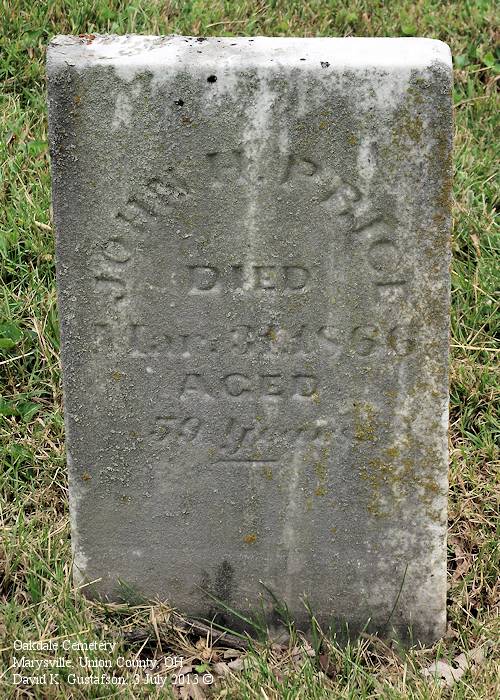 JOHN H. PRICE
DIED
Mar. 1866
AGED
59 Years
Oakdale Cemetery
Marysville, Union County, OH
David K. Gustafson, 3 July 2013 ©